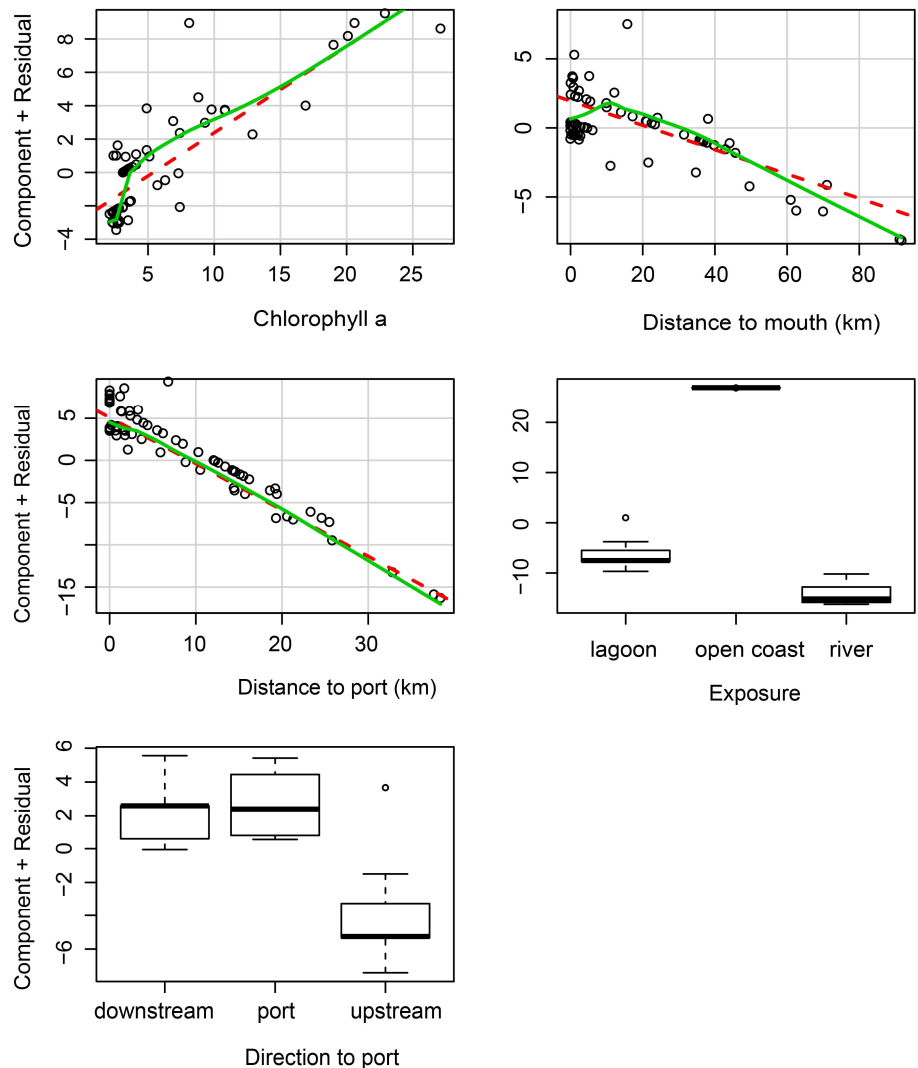 Component + Residual
8
6
4
2
0
−4
5
10
15
20
25
Chlorophyll a
5
0
−5
0
20
40
60
80
Distance to mouth (km)
Component + Residual
5
0
−5
−15
0
10
20
30
Distance to port (km)
20
10
0
−10
lagoon
open coast
river
Exposure
Component + Residual
6
4
2
0
−2
−6
downstream
port
upstream
Direction to port